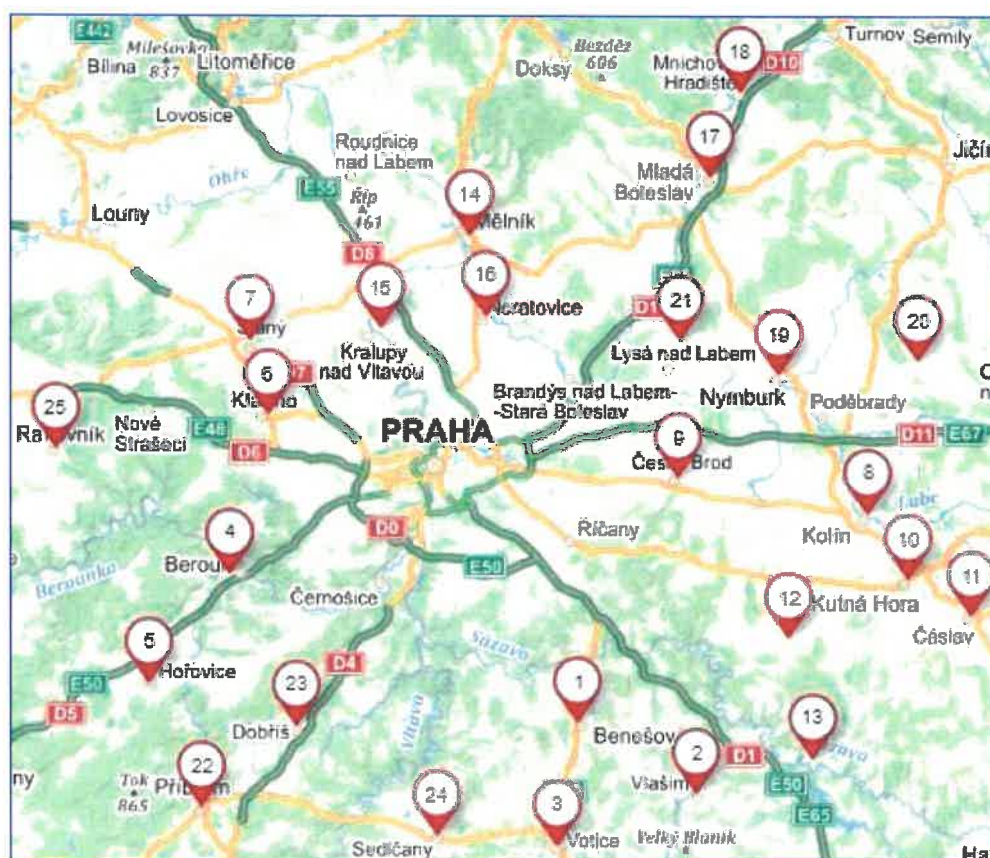 E442
Milešovka
837
Bílina
Litoměřice
Lovosice
Doksy
Bezděz
606
18
Mnichovo
Hradiště
D10
Turnov
Semily
Jičín
17
Mladá
Boleslav
Roudnice
nad Labem
Ohře
E55
Říp
461
14
Mělník
Louny
D8
7
Slaný
15
16
Neratovice
21
Lysá nad Labem
19
20
Kralupy
nad Vltavou
6
Kladno
Brandýs nad Labem-
-Stará Boleslav
Nymburk
Poděbrady
25
Rakovník
Nové
Strašecí
E48
D6
PRAHA
9
Český Brod
D11
E67
8
Labe
Kolín
4
Beroun
Berounka
D0
E50
Říčany
10
11
12
Kutná Hora
Čáslav
Černošice
Sázava
5
Hořovice
E50
D5
23
Dobříš
D4
Vltava
1
Benešov
2
Vlašim
D1
13
E50
E65
22
Příbram
Tok
865
24
Sedlčany
3
Votice
Velký Blaník